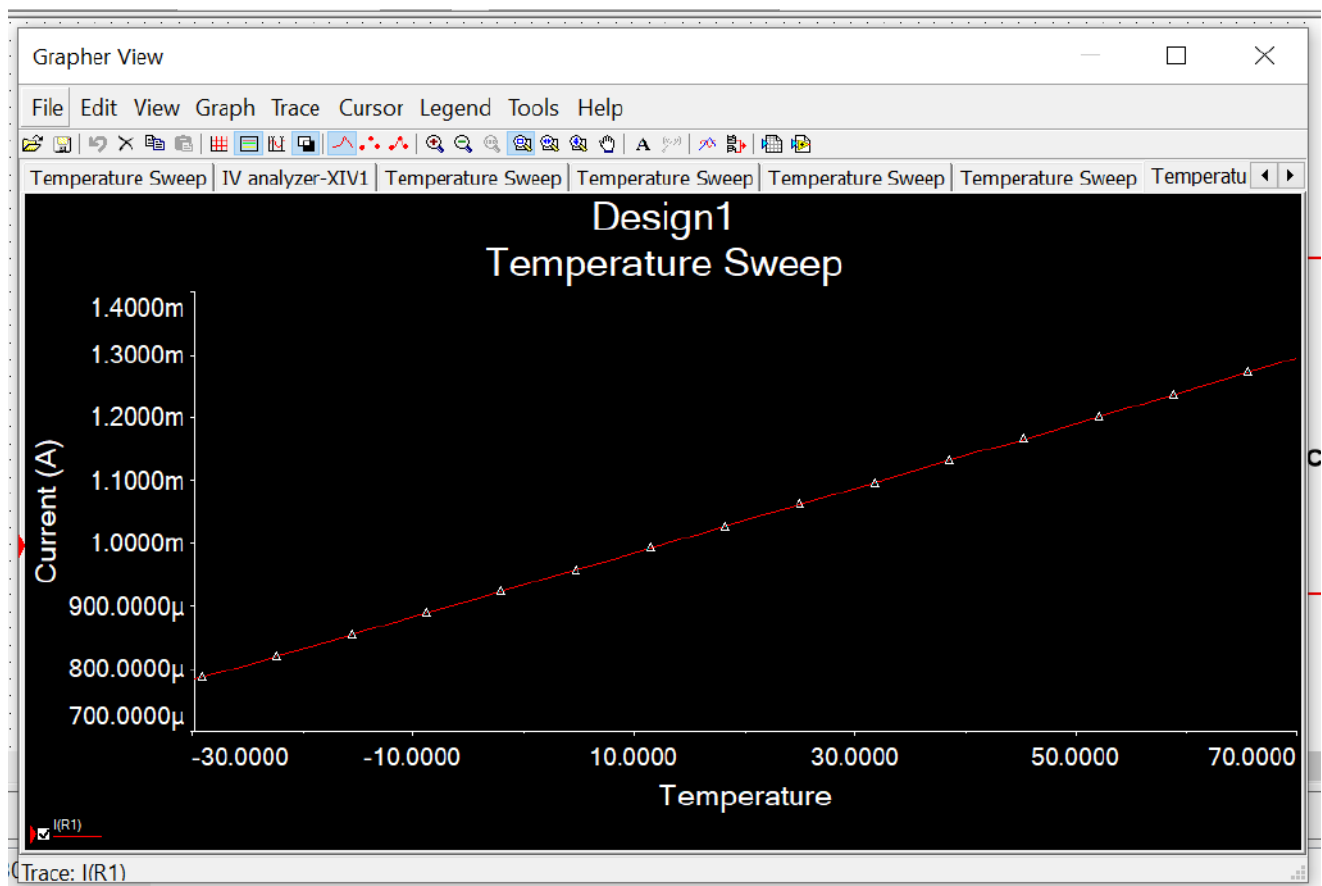 Grapher View
File Edit View Graph Trace Cursor Legend Tools Help
A
Temperature Sweep IV analyzer-XIV1 Temperature Sweep Temperature Sweep Temperature Sweep Temperature Sweep Temperatu
Design1
Temperature Sweep
1.4000m
1.3000m
1.2000m
1.1000m
1.0000m
900.0000µ
800.0000µ
700.0000µ
Current (A)
-30.0000 -10.0000 10.0000 30.0000 50.0000 70.0000
Temperature
I(R1)
Trace: I(R1)